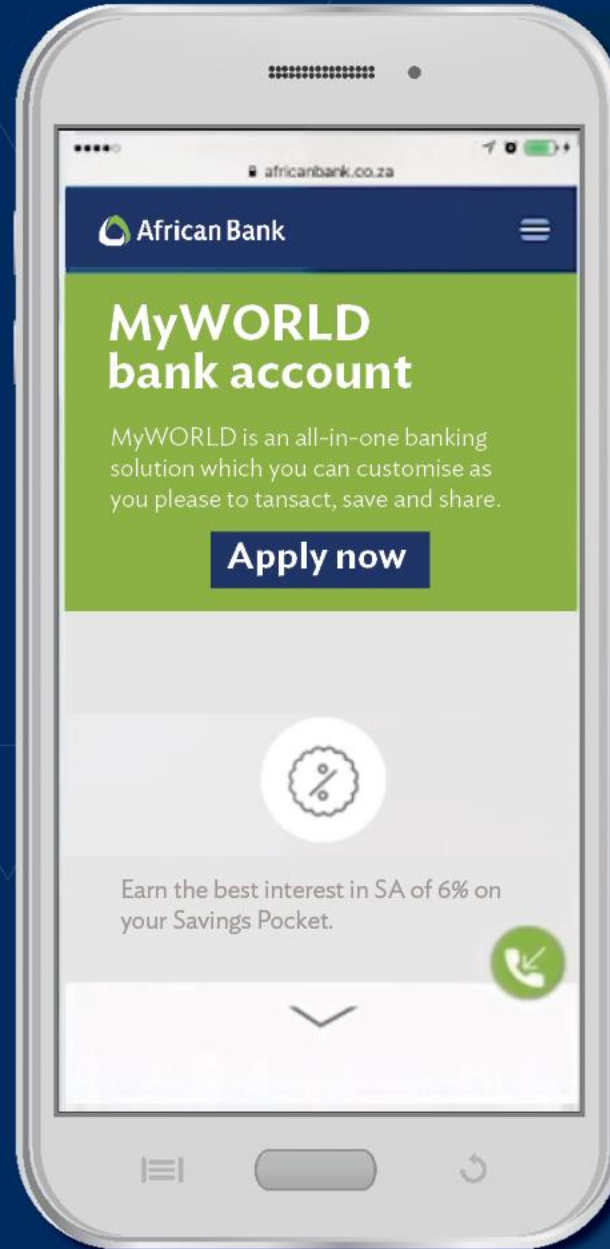 africanbank.co.za
African Bank
MyWORLD
bank account
MyWORLD is an all-in-one banking
solution which you can customise as
you please to tansact, save and share.
Apply now
%
Earn the best interest in SA of 6% on
your Savings Pocket.